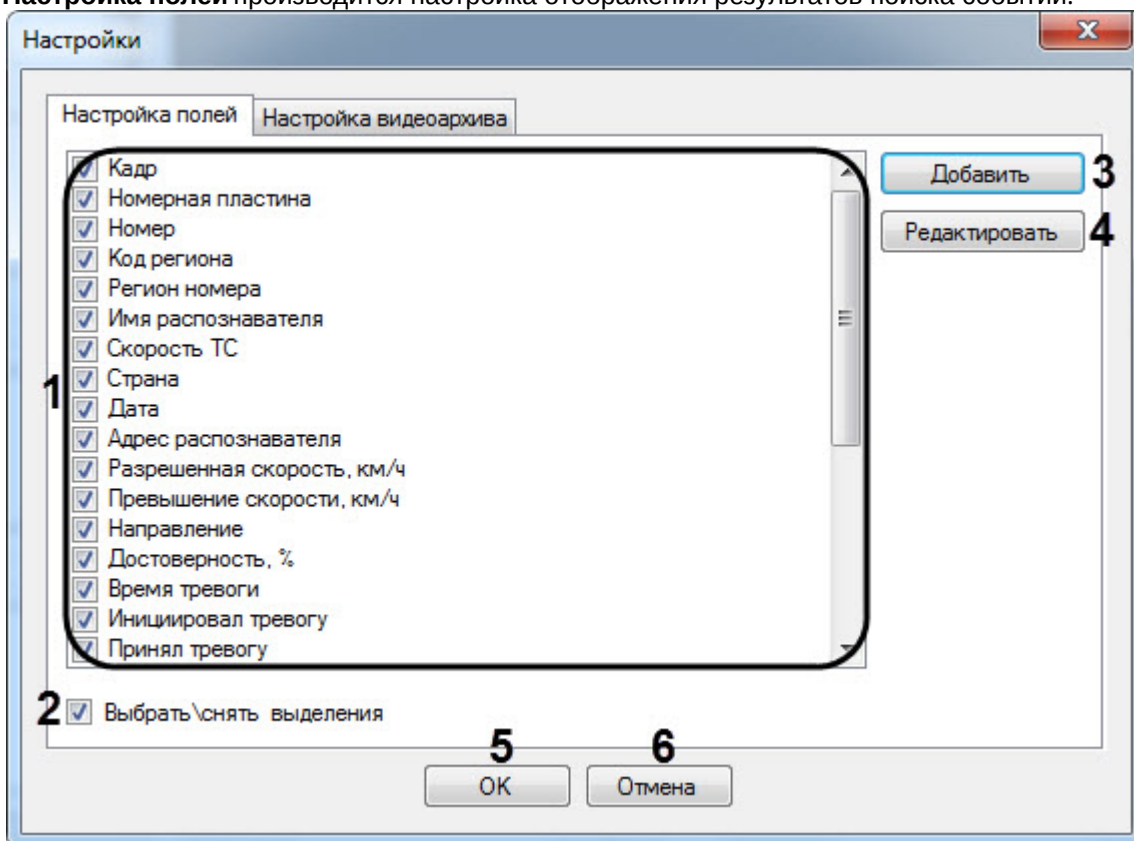 Настройка полей производится настройка отображения результатов поиска событий.
Настройки
Настройка полей Настройка видеоархива
Кадр
Добавить 3
Номерная пластина
Номер
Редактировать 4
Код региона
Регион номера
Имя распознавателя
Скорость ТС
1
Страна
Дата
Адрес распознавателя
Разрешенная скорость, км/ч
Превышение скорости, км/ч
Направление
Достоверность, %
Время тревоги
Инициировал тревогу
Принял тревогу
2 Выбрать\снять выделения
5 6
OK Отмена